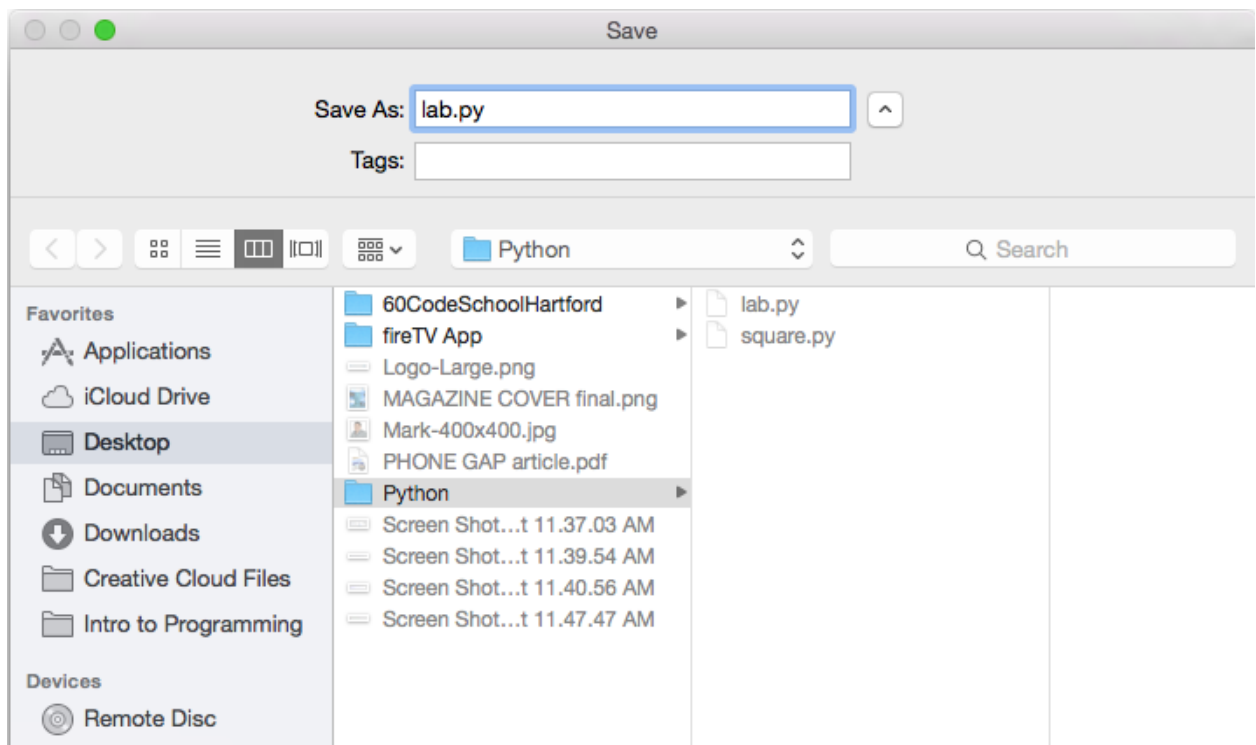 Save
Save As: lab.py
Tags:
Python
Search
Favorites
Applications
iCloud Drive
Desktop
Documents
Downloads
Creative Cloud Files
Intro to Programming
Devices
Remote Disc
60CodeSchoolHartford
fireTV App
Logo-Large.png
MAGAZINE COVER final.png
Mark-400x400.jpg
PHONE GAP article.pdf
Python
Screen Shot...t 11.37.03 AM
Screen Shot...t 11.39.54 AM
Screen Shot...t 11.40.56 AM
Screen Shot...t 11.47.47 AM
lab.py
square.py